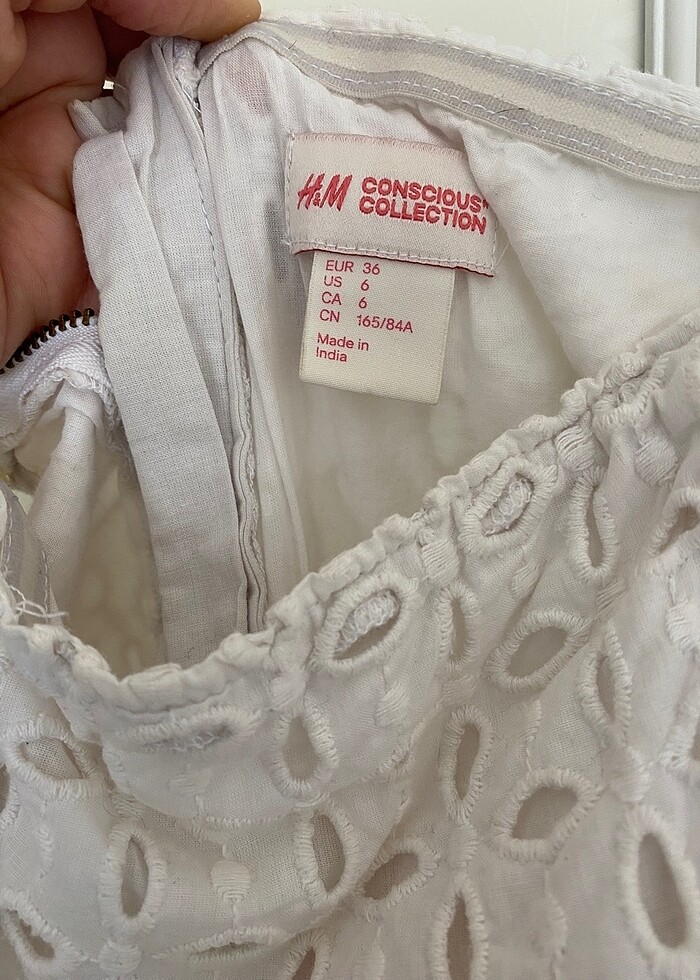 H&M CONSCIOUS
COLLECTION
EUR 36
US 6
CA 6
CN 165/84A
Made in
India